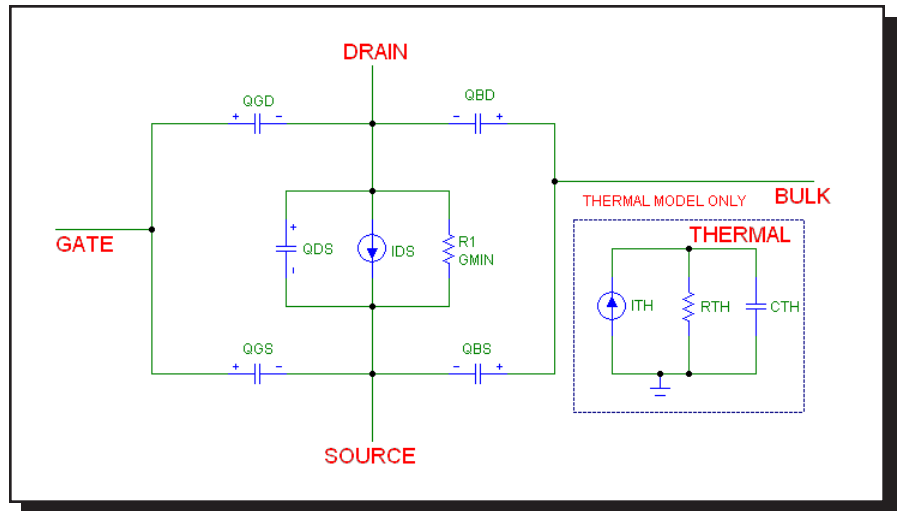 DRAIN
QGD
QBD
+ -
- +
THERMAL MODEL ONLY
BULK
GATE
THERMAL
+
QDS
-
IDS
R1
GMIN
ITH
RTH
CTH
QGS
QBS
+ -
- +
SOURCE